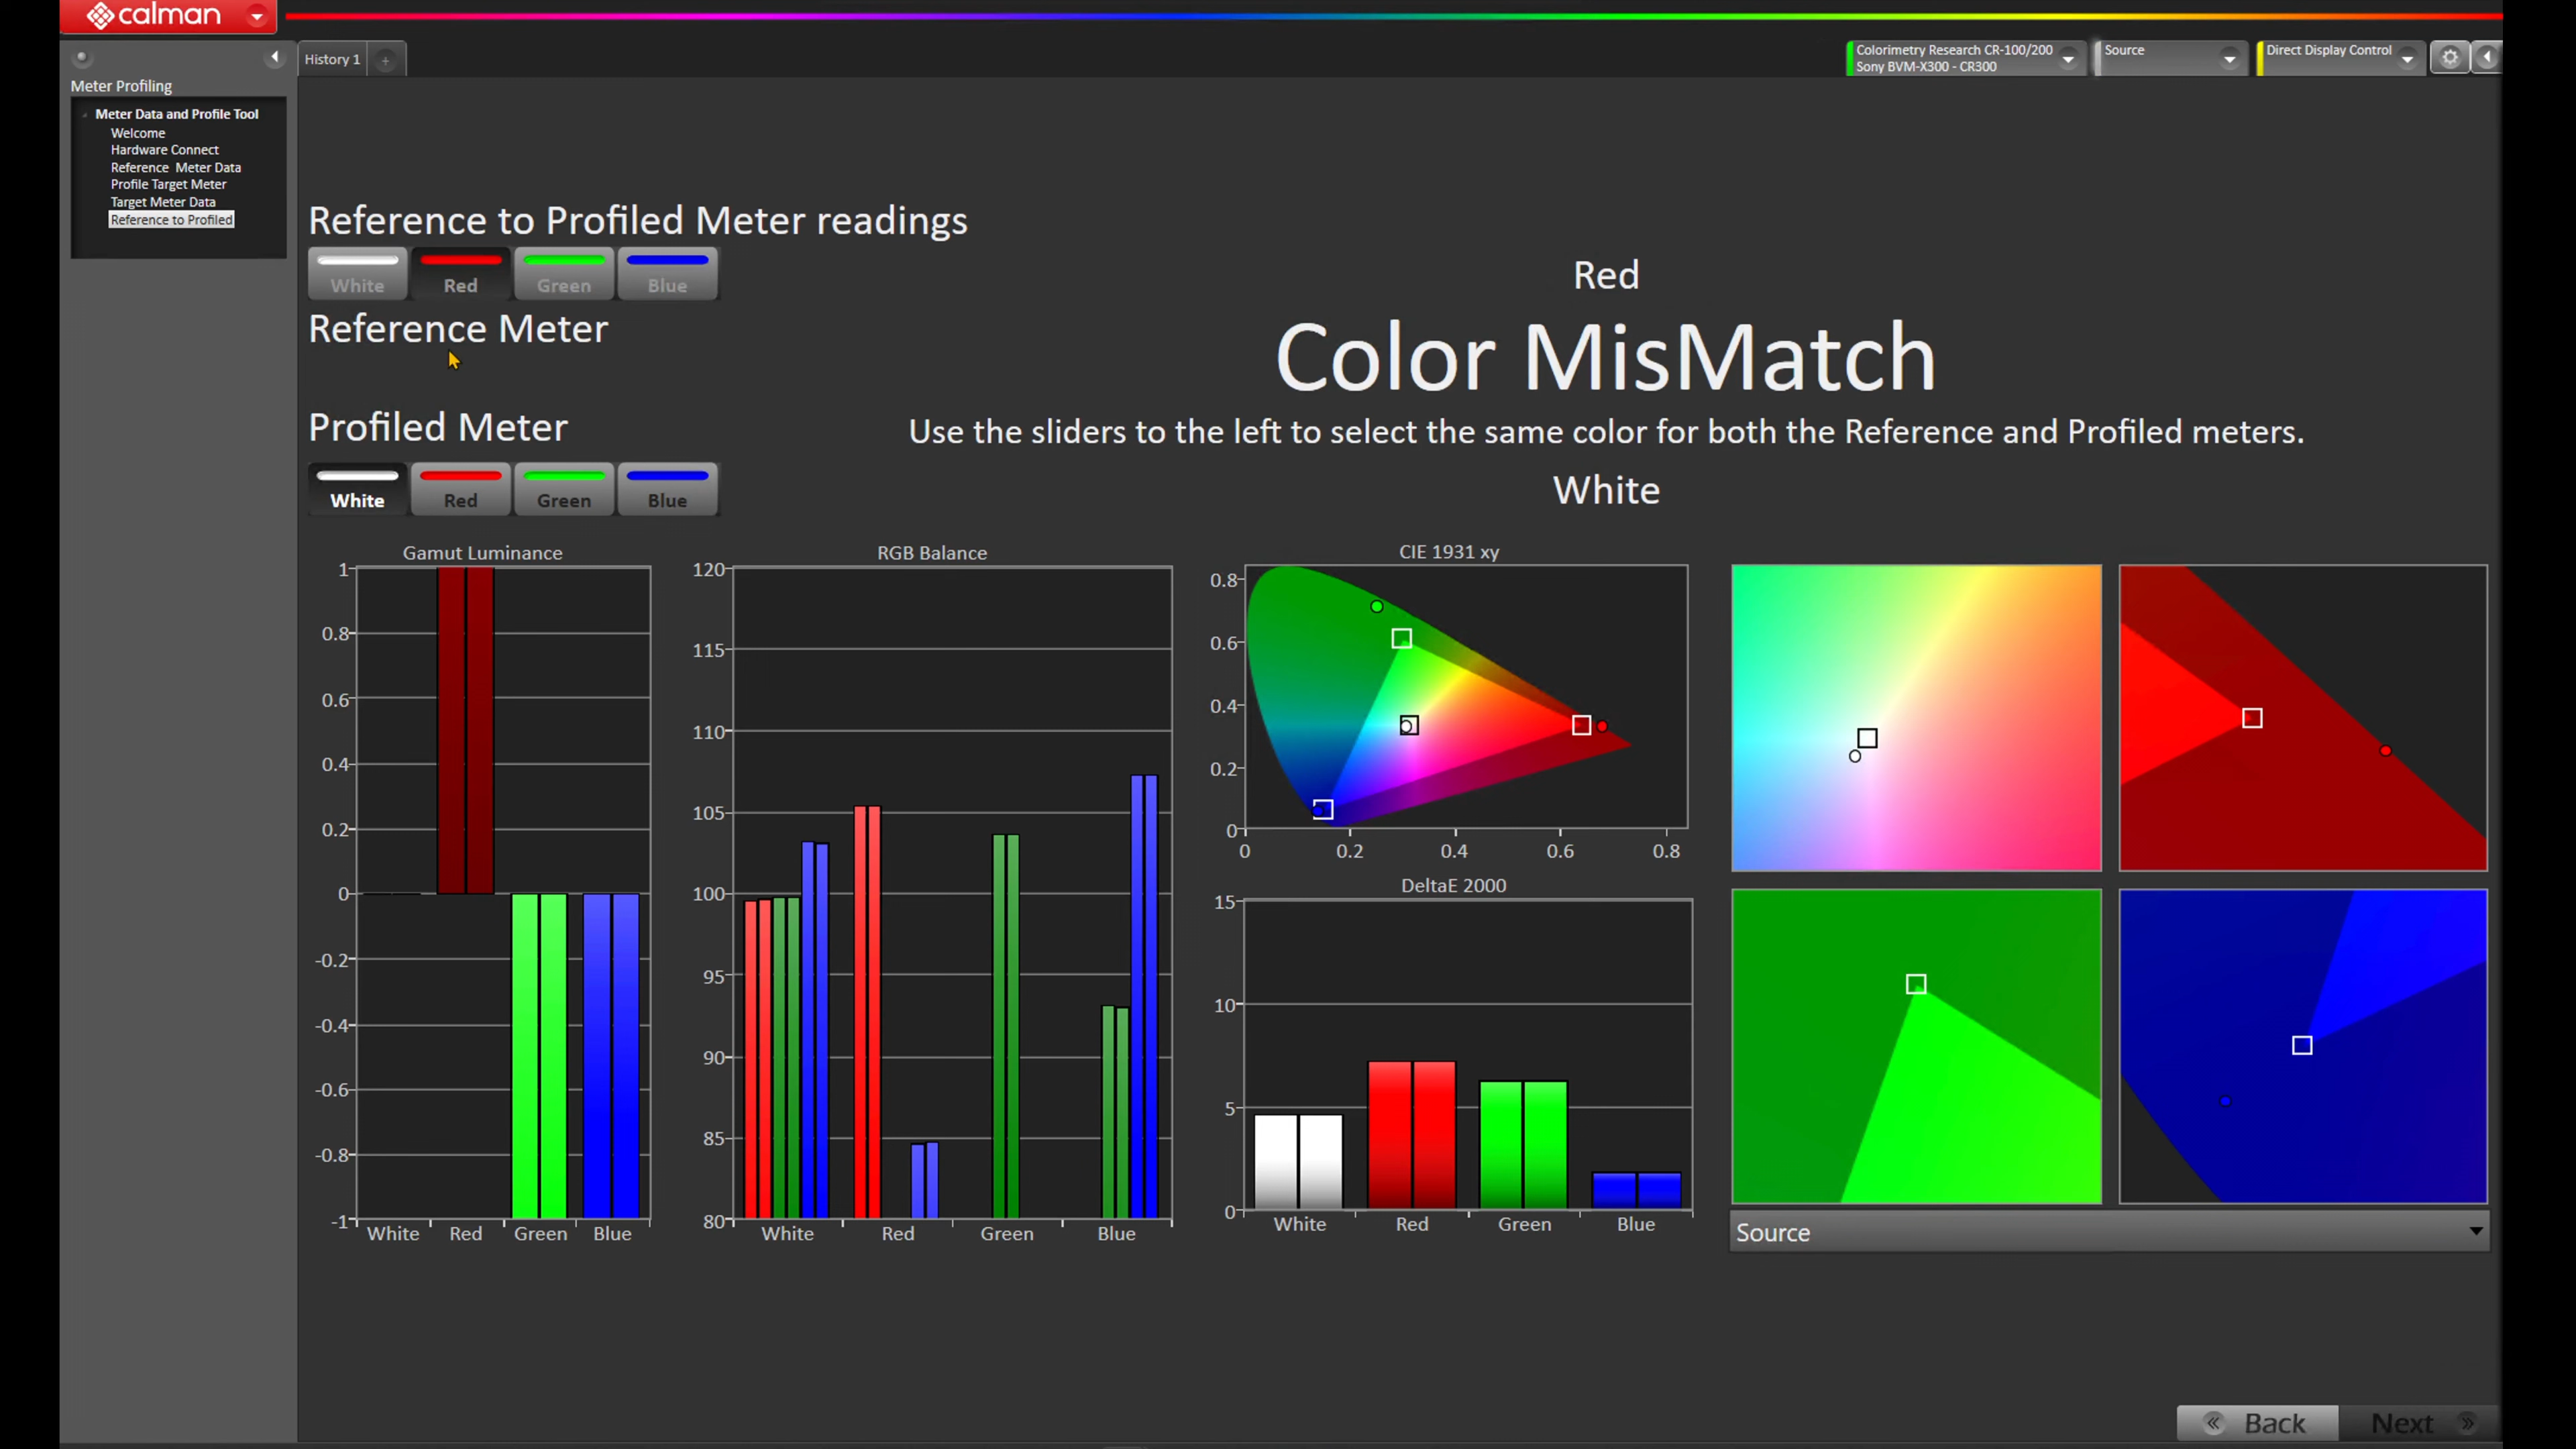 calman
History 1
+
Colorimetry Research CR-100/200
Sony BVM-X300 - CR300
Source
Direct Display Control
Meter Profiling
Meter Data and Profile Tool
Welcome
Hardware Connect
Reference  Meter Data
Profile Target Meter
Target Meter Data
Reference to Profiled
Reference to Profiled Meter readings
White
Red
Green
Blue
Reference Meter
Profiled Meter
White
Red
Green
Blue
Red
Color MisMatch
Use the sliders to the left to select the same color for both the Reference and Profiled meters.
White
Gamut Luminance
1
0.8
0.6
0.4
0.2
0
-0.2
-0.4
-0.6
-0.8
-1
White
Red
Green
Blue
RGB Balance
120
115
110
105
100
95
90
85
80
White
Red
Green
Blue
CIE 1931 xy
0.8
0.6
0.4
0.2
0
0
0.2
0.4
0.6
0.8
DeltaE 2000
15
10
5
0
White
Red
Green
Blue
Source
Back
Next